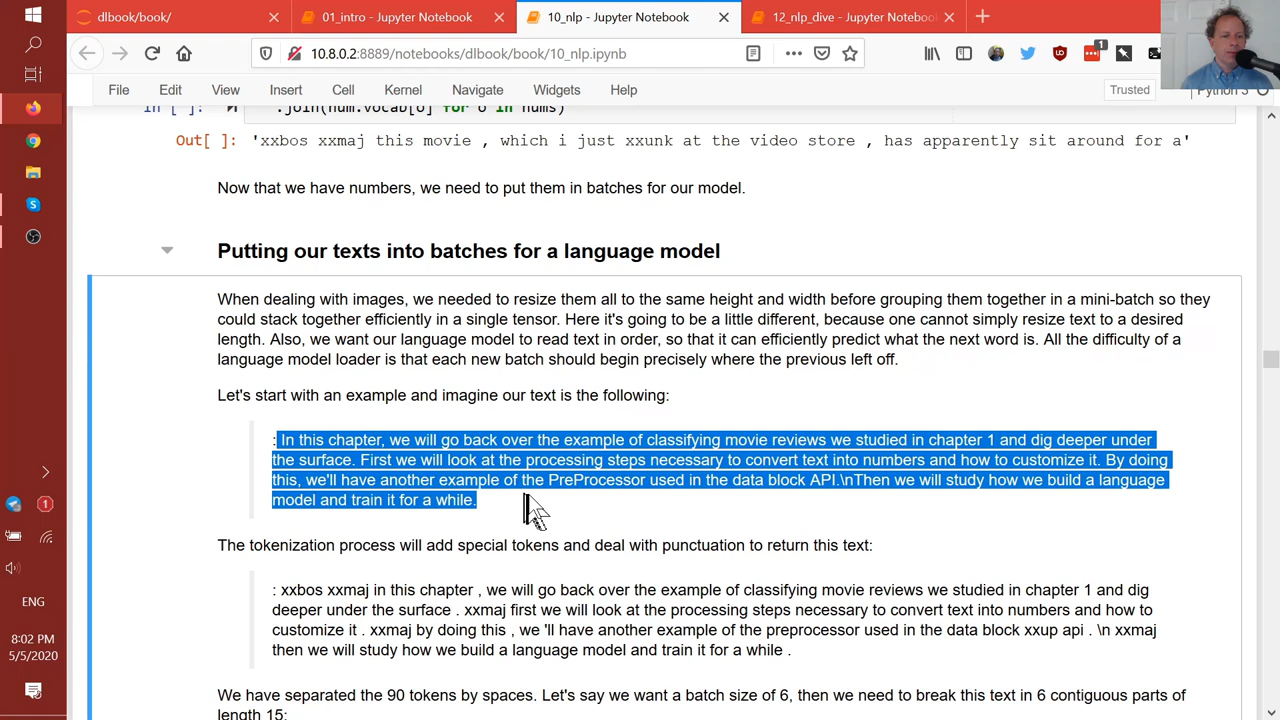 dlbook/book/
01_intro - Jupyter Notebook
10_nlp - Jupyter Notebook
12_nlp_dive - Jupyter Notebook
10.8.0.2:8889/notebooks/dlbook/book/10_nlp.ipynb
1
File Edit View Insert Cell Kernel Navigate Widgets Help
Trusted
Python 3
In [ ]: ' '.join(num.vocab[o] for o in nums)
Out[ ]: 'xxbos xxmaj this movie , which i just xxunk at the video store , has apparently sit around for a'
Now that we have numbers, we need to put them in batches for our model.
Putting our texts into batches for a language model
When dealing with images, we needed to resize them all to the same height and width before grouping them together in a mini-batch so they
could stack together efficiently in a single tensor. Here it's going to be a little different, because one cannot simply resize text to a desired
length. Also, we want our language model to read text in order, so that it can efficiently predict what the next word is. All the difficulty of a
language model loader is that each new batch should begin precisely where the previous left off.
Let's start with an example and imagine our text is the following:
: In this chapter, we will go back over the example of classifying movie reviews we studied in chapter 1 and dig deeper under
the surface. First we will look at the processing steps necessary to convert text into numbers and how to customize it. By doing
this, we'll have another example of the PreProcessor used in the data block API.\nThen we will study how we build a language
model and train it for a while.
The tokenization process will add special tokens and deal with punctuation to return this text:
: xxbos xxmaj in this chapter , we will go back over the example of classifying movie reviews we studied in chapter 1 and dig
deeper under the surface . xxmaj first we will look at the processing steps necessary to convert text into numbers and how to
customize it . xxmaj by doing this , we 'll have another example of the preprocessor used in the data block xxup api . \n xxmaj
then we will study how we build a language model and train it for a while .
We have separated the 90 tokens by spaces. Let's say we want a batch size of 6, then we need to break this text in 6 contiguous parts of
length 15:
1
ENG
8:02 PM
5/5/2020